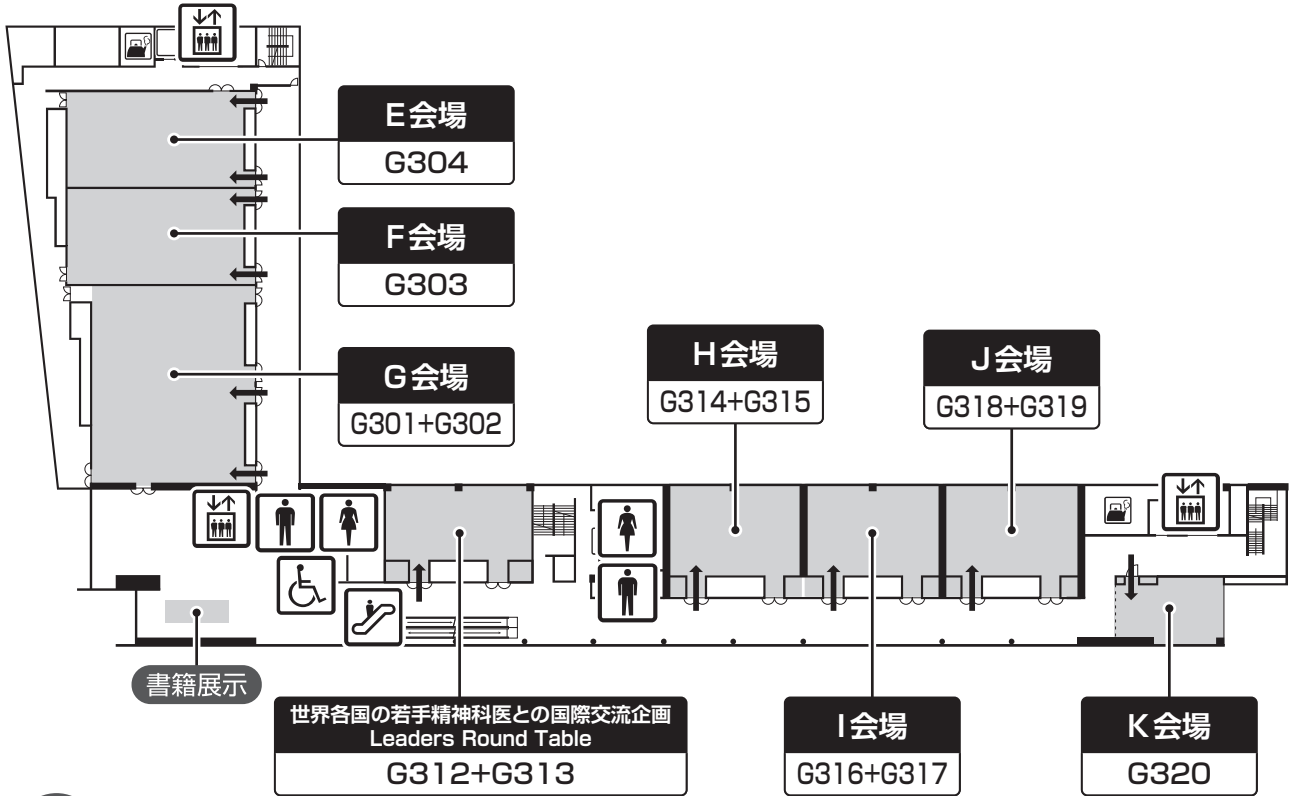 E会場
G304
F会場
G303
G会場
G301+G302
H会場
G314+G315
J会場
G318+G319
書籍展示
世界各国の若手精神科医との国際交流企画
Leaders Round Table
G312+G313
I会場
G316+G317
K会場
G320